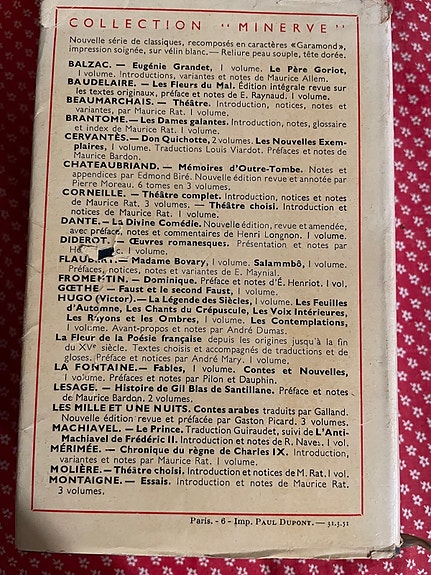 COLLECTION "MINERVE"
Nouvelle série de classiques, recomposés en caractères «Garamond»,
impression soignée, sur vélin blanc. — Reliure peau souple, tête dorée.
BALZAC. — Eugénie Grandet, 1 volume. Le Père Goriot,
1 volume. Introductions, variantes et notes de Maurice Allem.
BAUDELAIRE. — Les Fleurs du Mal. Édition intégrale revue sur
les textes originaux, préface et notes de E. Raynaud. 1 volume.
BEAUMARCHAIS. — Théâtre. Introduction, notices, notes et
variantes, par Maurice Rat. 1 volume.
BRANTOME. — Les Dames galantes. Introduction, notes, glossaire
et index de Maurice Rat. 1 volume.
CERVANTÈS. — Don Quichotte, 2 volumes. Les Nouvelles Exem-
plaires, 1 volume. Traductions Louis Viardot. Préfaces et notes de
Maurice Bardon.
CHATEAUBRIAND. — Mémoires d'Outre-Tombe. Notes et
appendices par Edmond Biré. Nouvelle édition revue et annotée par
Pierre Moreau. 6 tomes en 3 volumes.
CORNEILLE. — Théâtre complet. Introduction, notices et notes
de Maurice Rat. 3 volumes. — Théâtre choisi. Introduction et
notices de Maurice Rat. 1 volume.
DANTE. — La Divine Comédie. Nouvelle édition, revue et amendée,
avec préface, notes et commentaires de Henri Longnon. 1 volume.
DIDEROT. — Œuvres romanesques. Présentation et notes par
1 volume.
FLAUBERT. — Madame Bovary, 1 volume. Salammbô, 1 volume.
Préfaces, notices, notes et variantes de E. Maynial.
FROMENTIN. — Dominique. Préface et notes d'É. Henriot. 1 vol.
GŒTHE — Faust et le second Faust, 1 volume.
HUGO (Victor). — La Légende des Siècles, 1 volume. Les Feuilles
d'Automne, Les Chants du Crépuscule, Les Voix Intérieures,
Les Rayons et les Ombres, 1 volume. Les Contemplations,
1 volume. Avant-propos et notes par André Dumas.
La Fleur de la Poésie française depuis les origines jusqu'à la fin
du XVe siècle. Textes choisis et accompagnés de traductions et de
gloses. Préface et notices par André Mary. 1 volume.
LA FONTAINE. — Fables, 1 volume. Contes et Nouvelles,
1 volume. Préfaces et notes par Pilon et Dauphin.
LESAGE. — Histoire de Gil Blas de Santillane. Préface et notes
de Maurice Bardon. 2 volumes.
LES MILLE ET UNE NUITS. Contes arabes traduits par Galland.
Nouvelle édition revue et préfacée par Gaston Picard. 3 volumes.
MACHIAVEL. — Le Prince. Traduction Guiraudet, suivi de L'Anti-
Machiavel de Frédéric II. Introduction et notes de R. Naves. 1 vol.
MÉRIMÉE. — Chronique du règne de Charles IX. Introduction,
variantes et notes par Maurice Rat. 1 volume.
MOLIÈRE. — Théâtre choisi. Introduction et notices de M. Rat. 1 vol.
MONTAIGNE. — Essais. Introduction et notes de Maurice Rat.
3 volumes.
Paris. - 6 - Imp. PAUL DUPONT. — 31.3.51